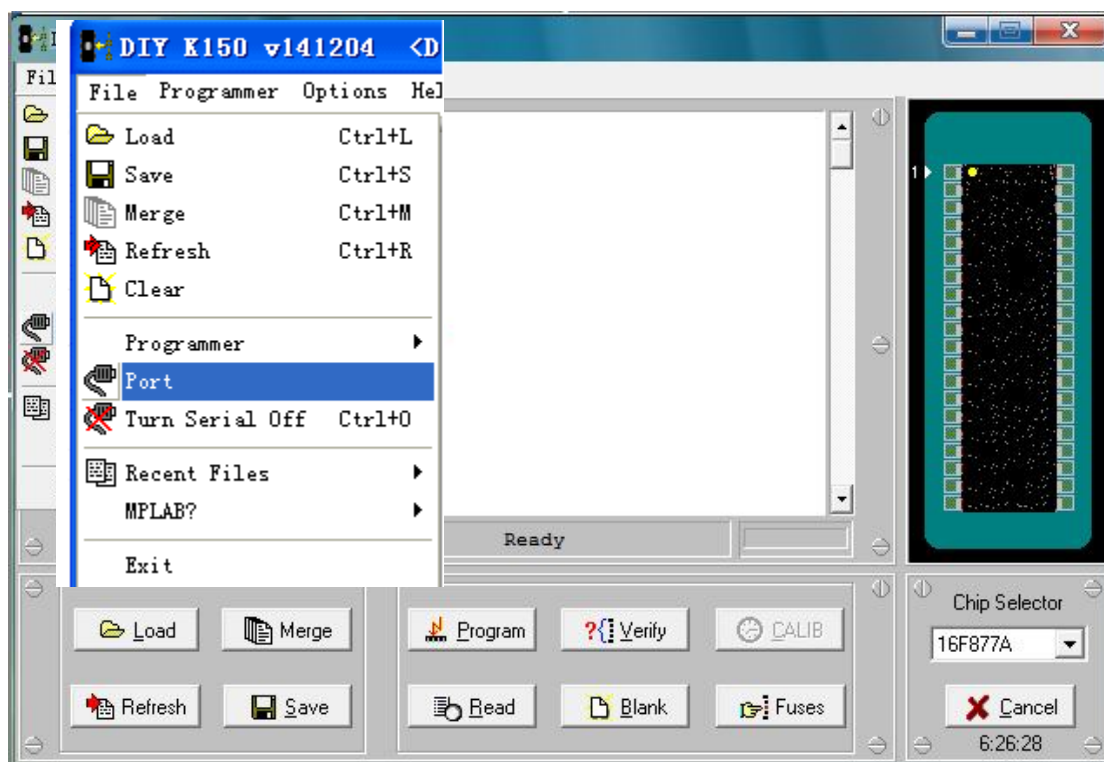 DIY K150 v141204 <D
Fil
File Programmer Options Hel
Load Ctrl+L
Save Ctrl+S
Merge Ctrl+M
Refresh Ctrl+R
Clear
Programmer
Port
Turn Serial Off Ctrl+O
Recent Files
MPLAB?
Exit
1
Ready
Load Merge Program Verify CALIB
Refresh Save Read Blank Fuses
Chip Selector
16F877A
Cancel
6:26:28